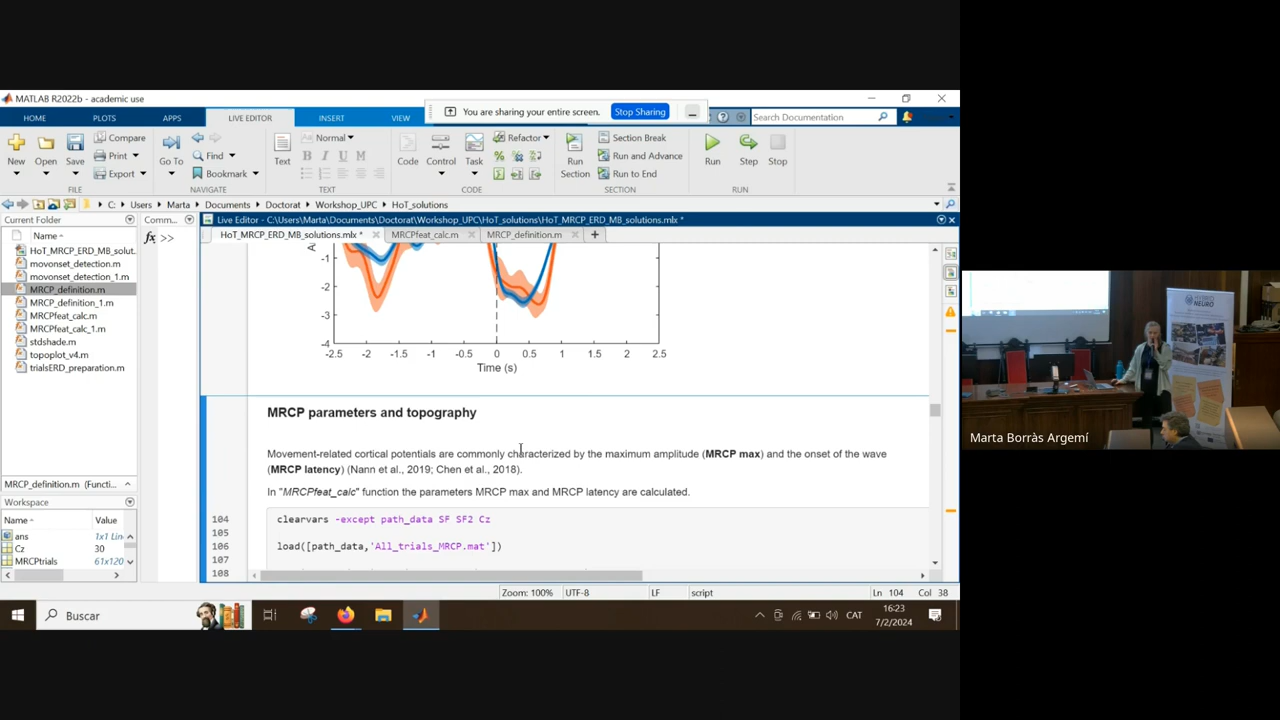 MATLAB R2022b - academic use
You are sharing your entire screen. Stop Sharing
HOME PLOTS APPS LIVE EDITOR INSERT VIEW Search Documentation
New Open Save Compare Print Export
Go To Find Bookmark
Text Normal
B I U M
Code Control Task Refactor
Run Section Section Break Run and Advance Run to End
Run Step Stop
FILE NAVIGATE TEXT CODE SECTION RUN
C: Users Marta Documents Doctorat Workshop_UPC HoT_solutions
Current Folder
Name
HoT_MRCP_ERD_MB_solut...
movonset_detection.m
movonset_detection_1.m
MRCP_definition.m
MRCP_definition_1.m
MRCPfeat_calc.m
MRCPfeat_calc_1.m
stdshade.m
topoplot_v4.m
trialsERD_preparation.m
MRCP_definition.m (Functi...
Workspace
Name Value
ans 1x1 Lin
Cz 30
MRCPtrials 61x120
Comm...
fx >>
Live Editor - C:\Users\Marta\Documents\Doctorat\Workshop_UPC\HoT_solutions\HoT_MRCP_ERD_MB_solutions.mlx *
HoT_MRCP_ERD_MB_solutions.mlx * MRCPfeat_calc.m MRCP_definition.m
-1
-2
-3
-4
-2.5 -2 -1.5 -1 -0.5 0 0.5 1 1.5 2 2.5
Time (s)
MRCP parameters and topography
Movement-related cortical potentials are commonly characterized by the maximum amplitude (MRCP max) and the onset of the wave
(MRCP latency) (Nann et al., 2019; Chen et al., 2018).
In "MRCPfeat_calc" function the parameters MRCP max and MRCP latency are calculated.
104 clearvars -except path_data SF SF2 Cz
105
106 load([path_data,'All_trials_MRCP.mat'])
107
108
Zoom: 100% UTF-8 LF script Ln 104 Col 38
Buscar
CAT
16:23
7/2/2024
Marta Borràs Argemí